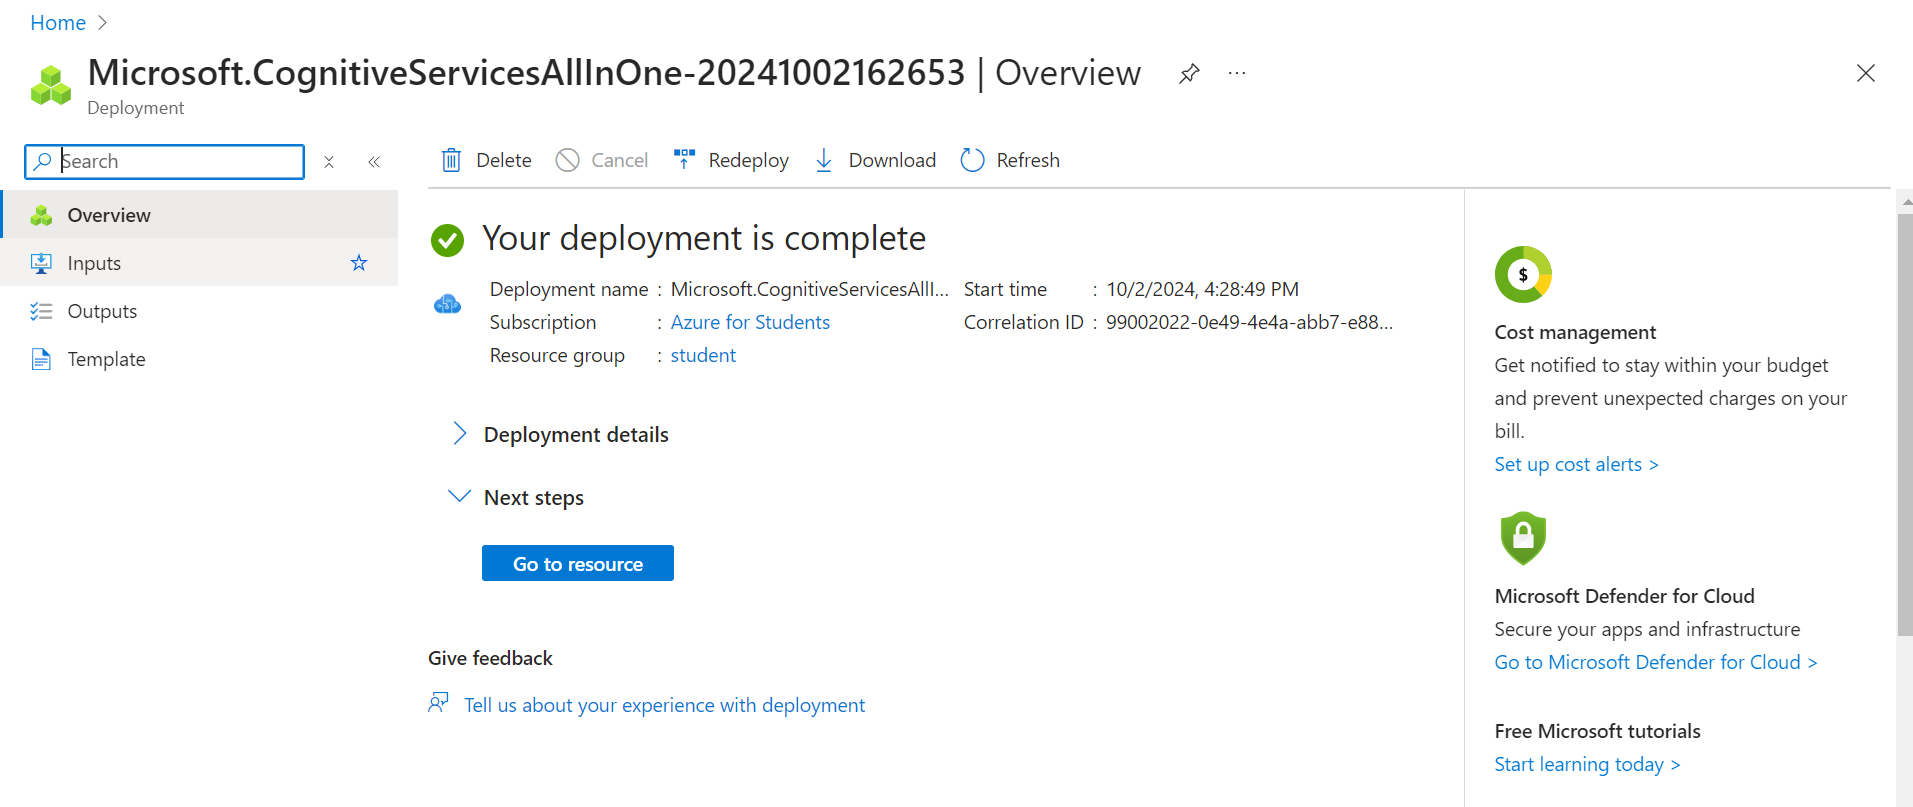 Home
Microsoft.CognitiveServicesAllInOne-20241002162653 | Overview
Deployment
Search
Overview
Inputs
Outputs
Template
Delete Cancel Redeploy Download Refresh
Your deployment is complete
Deployment name : Microsoft.CognitiveServicesAllI... Start time : 10/2/2024, 4:28:49 PM
Subscription : Azure for Students Correlation ID : 99002022-0e49-4e4a-abb7-e88...
Resource group : student
Deployment details
Next steps
Go to resource
Give feedback
Tell us about your experience with deployment
$
Cost management
Get notified to stay within your budget
and prevent unexpected charges on your
bill.
Set up cost alerts >
Microsoft Defender for Cloud
Secure your apps and infrastructure
Go to Microsoft Defender for Cloud >
Free Microsoft tutorials
Start learning today >